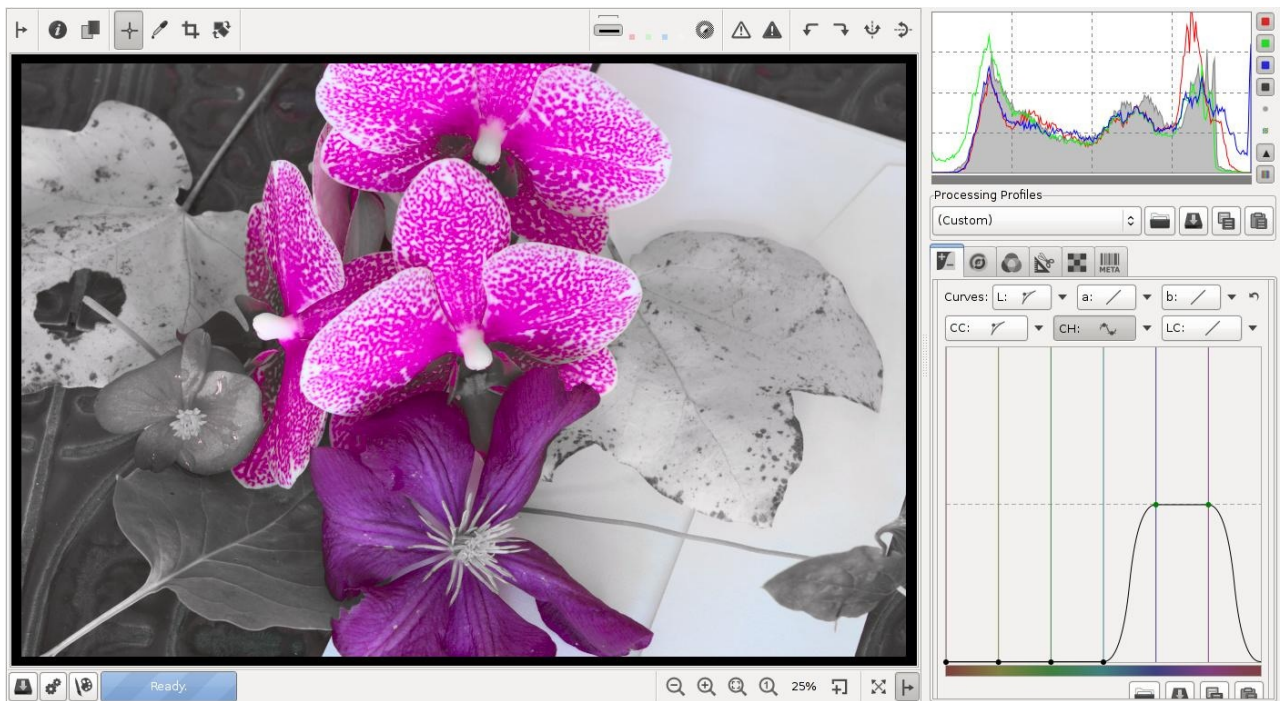 Processing Profiles
(Custom)
META
Curves: L: a: b:
CC: CH: LC:
Ready.
25%